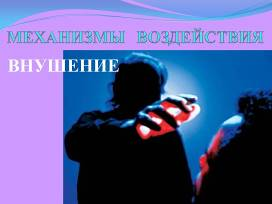 МЕХАНИЗМЫ ВОЗДЕЙСТВИЯ
ВНУШЕНИЕ